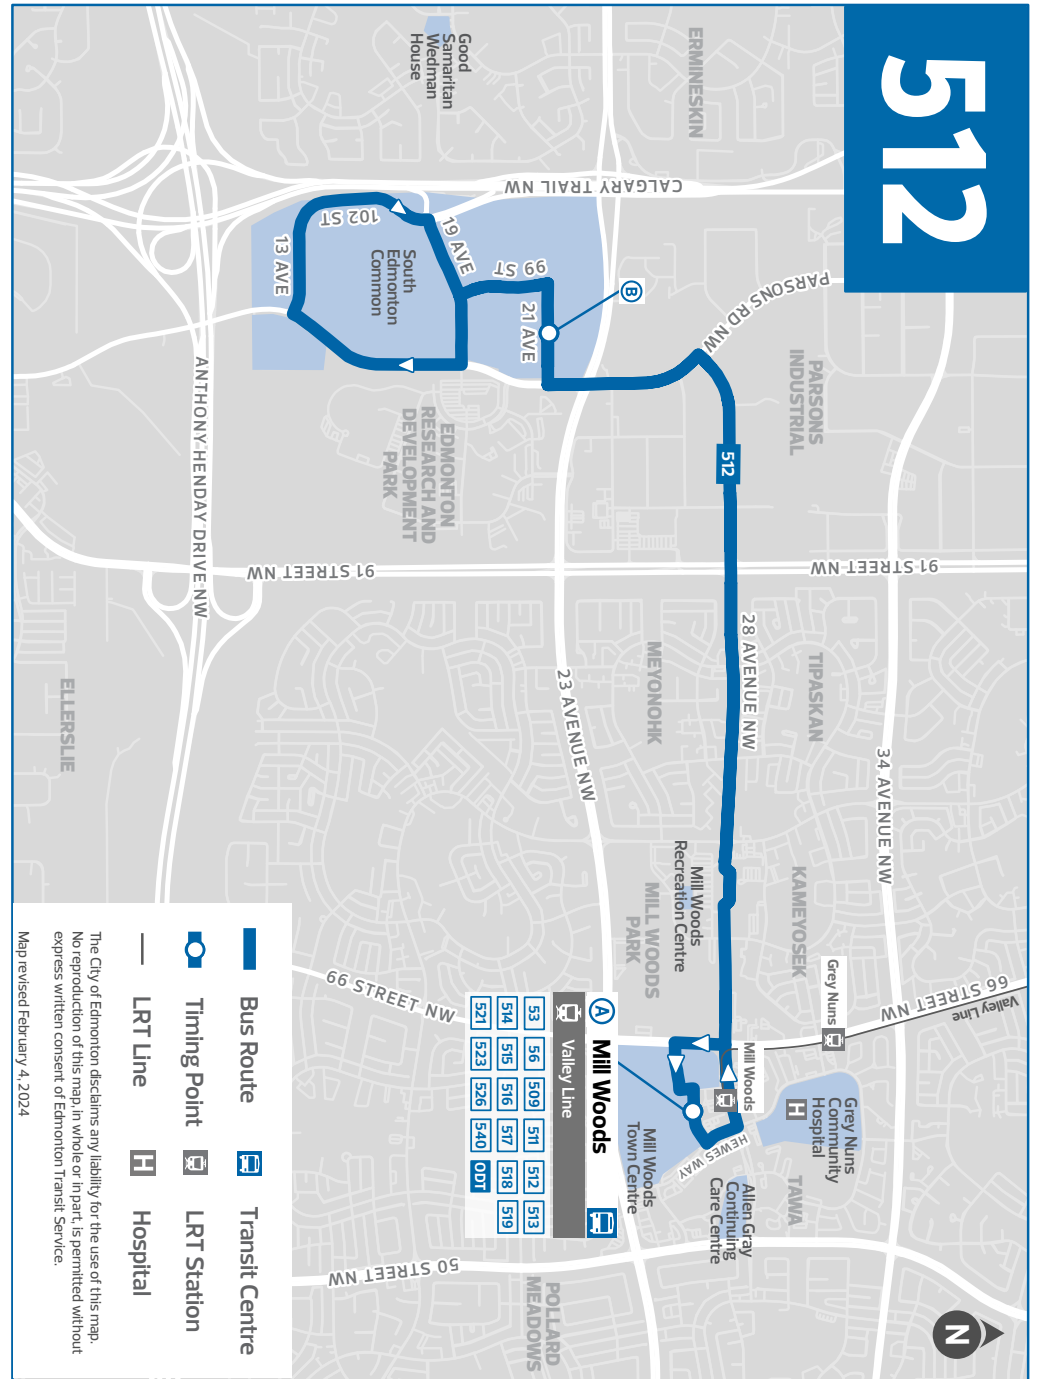 512
ERMINESKIN
Good
Samaritan
Wedman
House
CALGARY TRAIL NW
PARSONS RD NW
PARSONS
INDUSTRIAL
102 ST
19 AVE
99 ST
21 AVE
13 AVE
B
South
Edmonton
Common
512
EDMONTON
RESEARCH AND
DEVELOPMENT
PARK
ANTHONY HENDAY DRIVE NW
91 STREET NW
91 STREET NW
28 AVENUE NW
TIPASKAN
MEYONOHK
23 AVENUE NW
34 AVENUE NW
ELLERSLIE
Mill Woods
Recreation Centre
KAMEYOSEK
MILL WOODS
PARK
66 STREET NW
66 STREET NW
Valley Line
Grey Nuns
Mill Woods
Grey Nuns
Community
Hospital
H
HEWES WAY
Mill Woods
Town Centre
Allen Gray
Continuing
Care Centre
TAWA
50 STREET NW
POLLARD
MEADOWS
A Mill Woods
Valley Line
53 56 509 511 512 513
514 515 516 517 518 519
521 523 526 540 ODT
N
Bus Route
Transit Centre
Timing Point
LRT Station
LRT Line
H Hospital
The City of Edmonton disclaims any liability for the use of this map.
No reproduction of this map, in whole or in part, is permitted without
express written consent of Edmonton Transit Service.
Map revised February 4, 2024